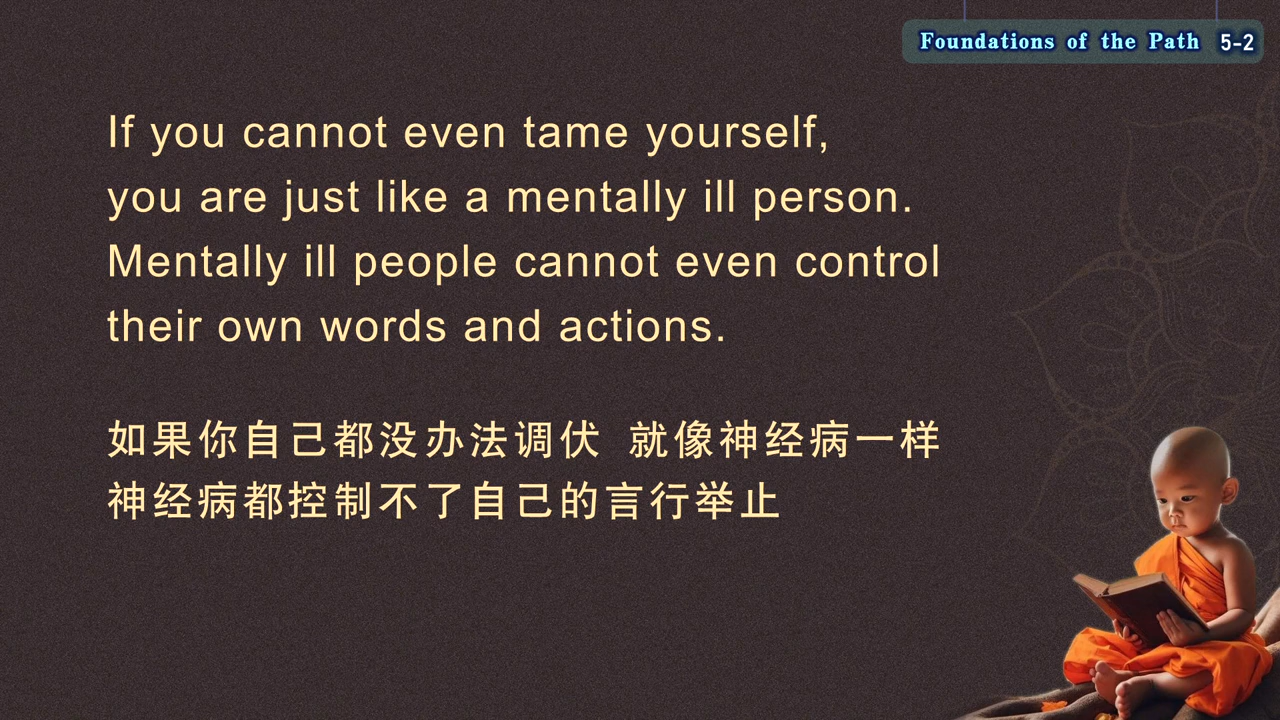 Foundations of the Path 5-2
If you cannot even tame yourself,
you are just like a mentally ill person.
Mentally ill people cannot even control
their own words and actions.
如果你自己都没办法调伏 就像神经病一样
神经病都控制不了自己的言行举止